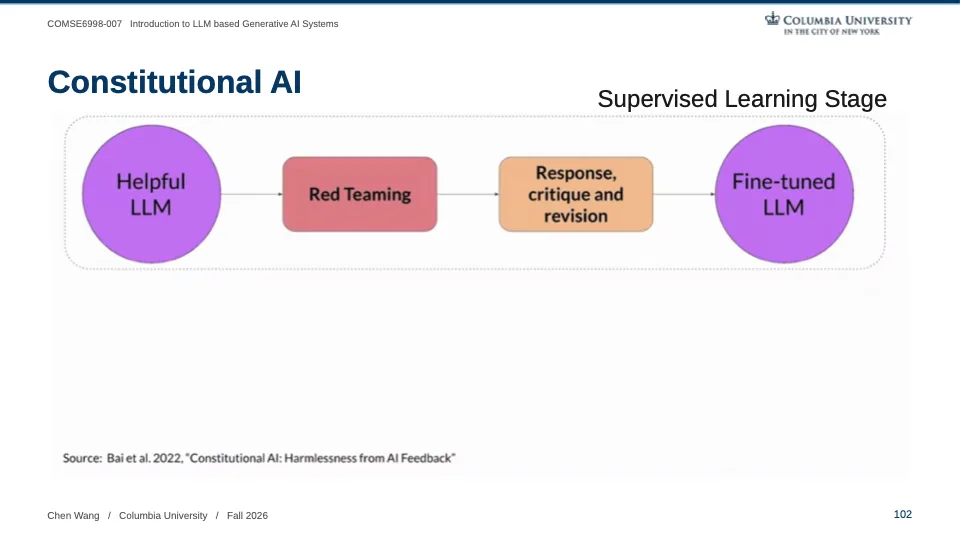 COMSE6998-007 Introduction to LLM based Generative AI Systems
COLUMBIA UNIVERSITY
IN THE CITY OF NEW YORK
Constitutional AI
Supervised Learning Stage
Helpful
LLM
Red Teaming
Response,
critique and
revision
Fine-tuned
LLM
Source: Bai et al. 2022, "Constitutional AI: Harmlessness from AI Feedback"
Chen Wang / Columbia University / Fall 2026
102